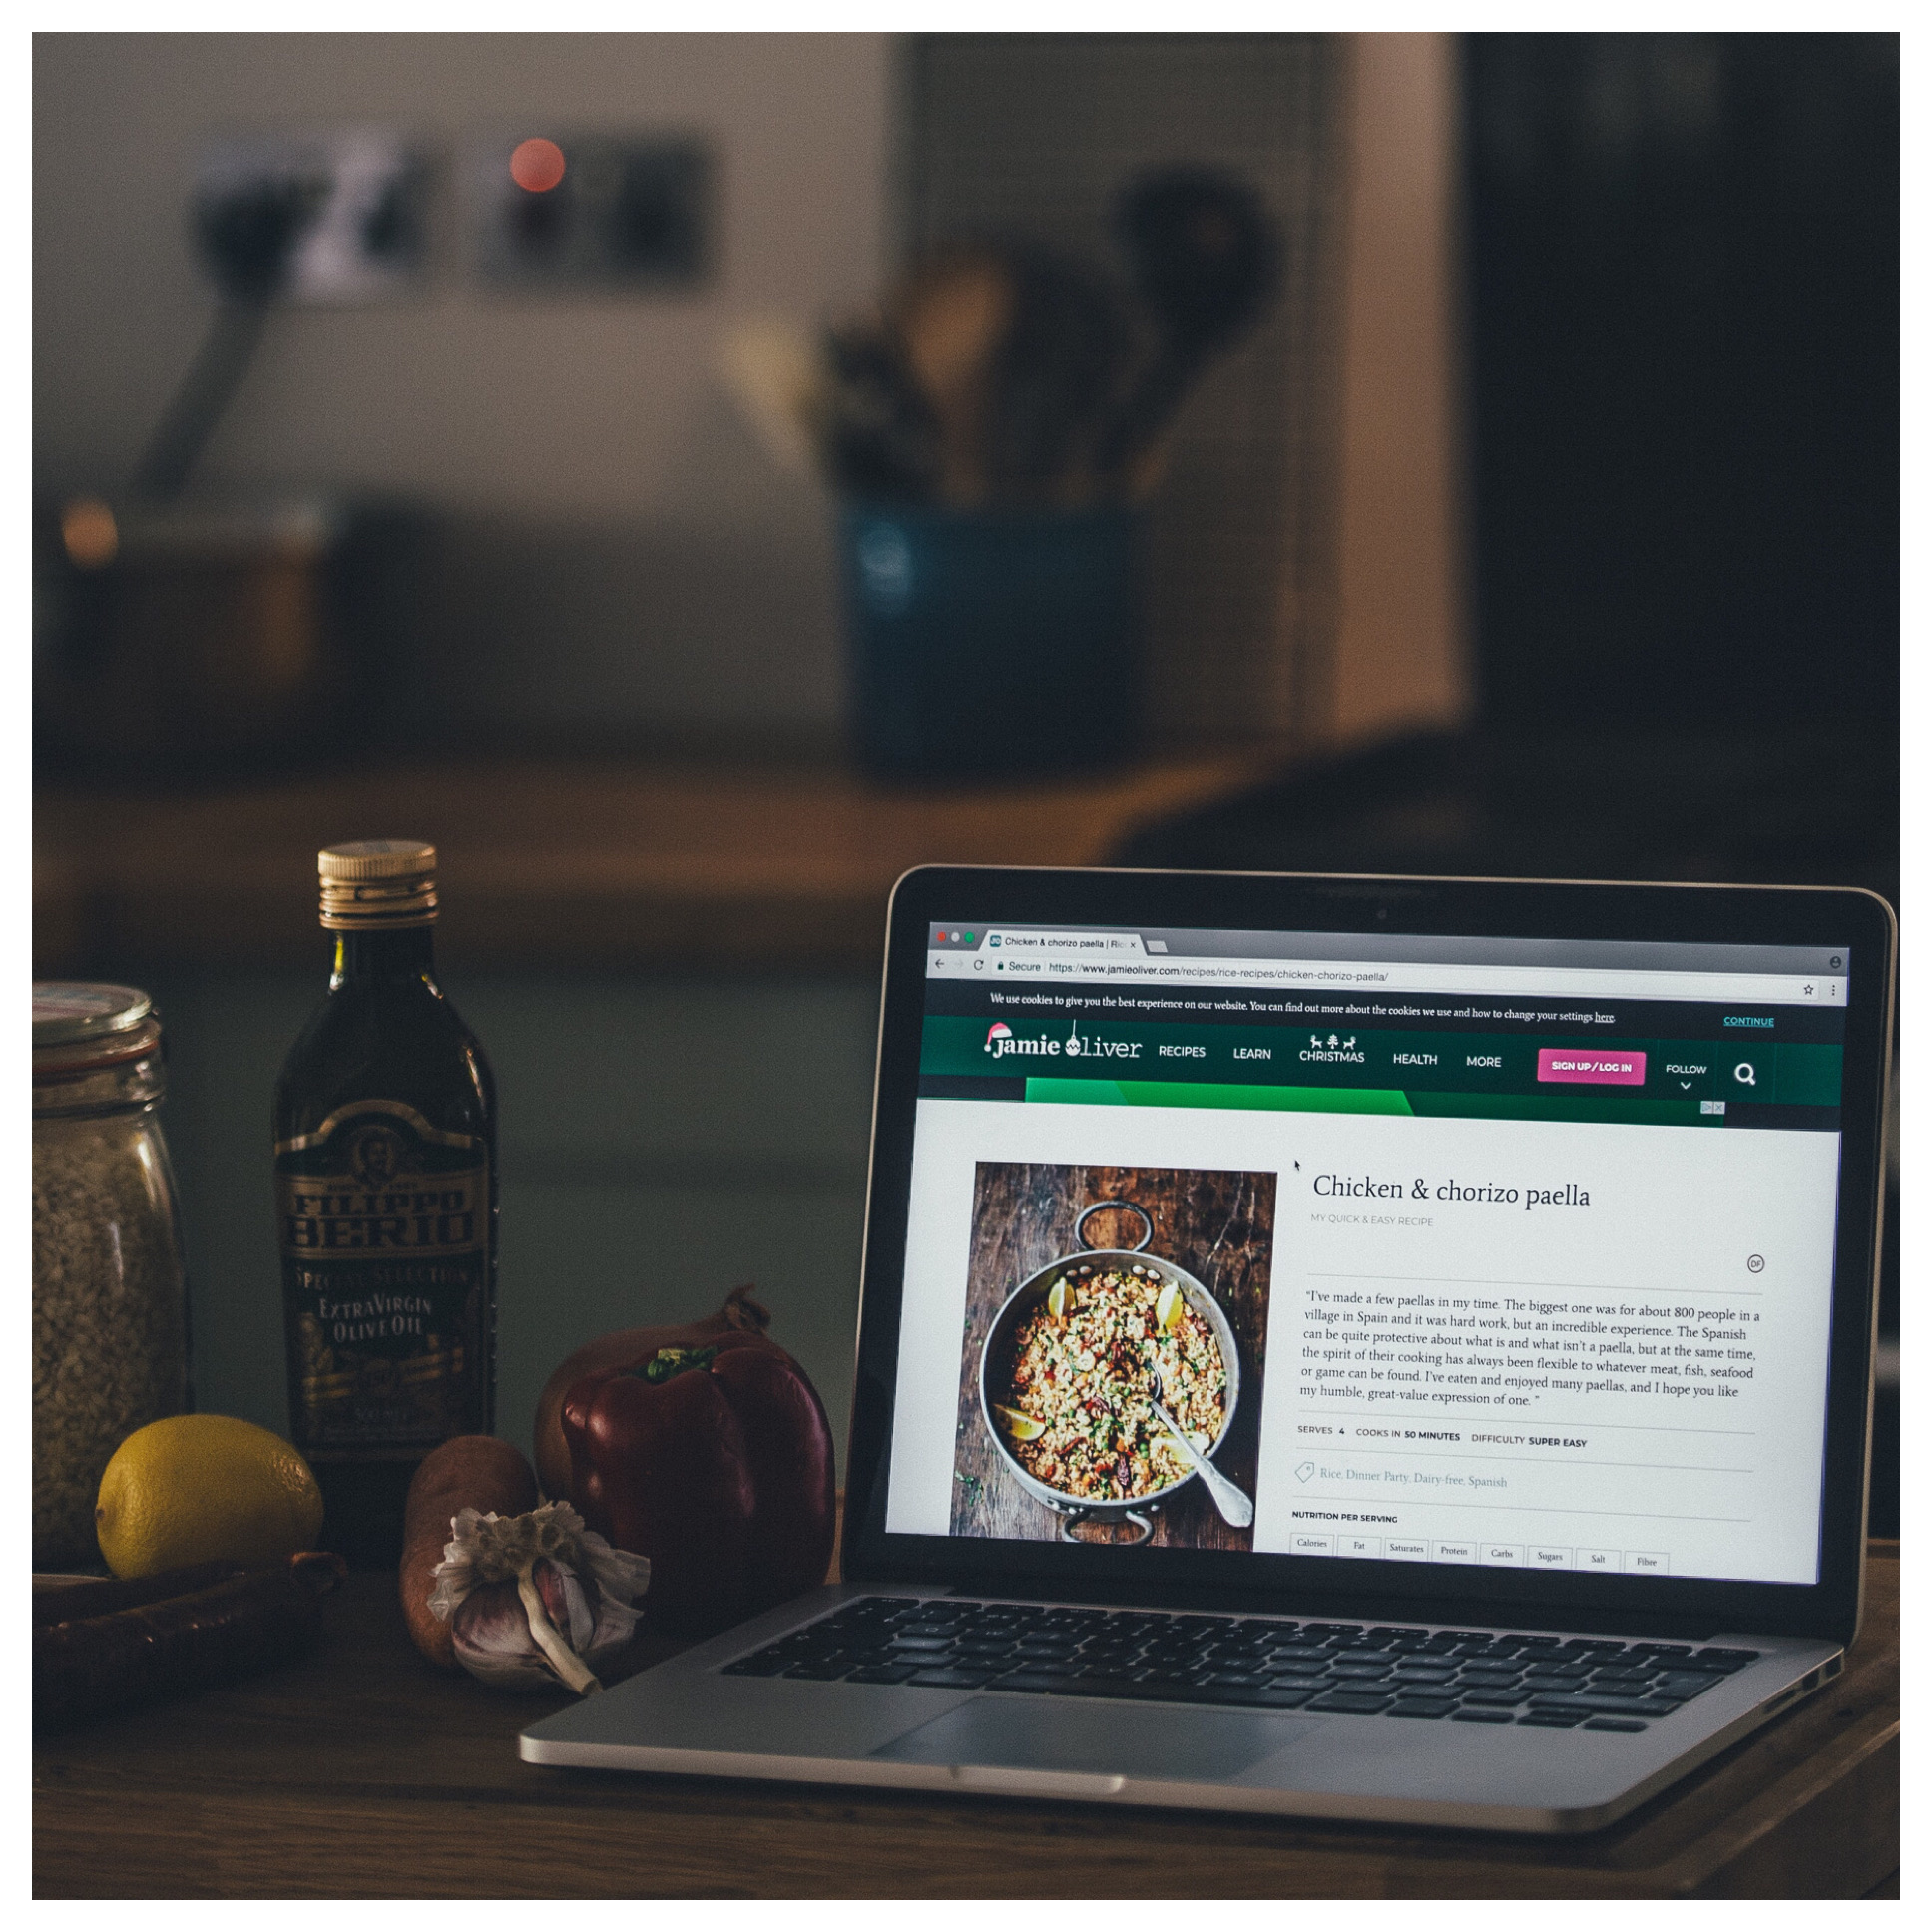 Chicken & chorizo paella | Ric
Secure https://www.jamieoliver.com/recipes/rice-recipes/chicken-chorizo-paella/
We use cookies to give you the best experience on our website. You can find out more about the cookies we use and how to change your settings here.
CONTINUE
jamie oliver RECIPES LEARN CHRISTMAS HEALTH MORE SIGN UP/LOG IN FOLLOW
Chicken & chorizo paella
MY QUICK & EASY RECIPE
DF
"I've made a few paellas in my time. The biggest one was for about 800 people in a
village in Spain and it was hard work, but an incredible experience. The Spanish
can be quite protective about what is and what isn't a paella, but at the same time,
the spirit of their cooking has always been flexible to whatever meat, fish, seafood
or game can be found. I've eaten and enjoyed many paellas, and I hope you like
my humble, great-value expression of one. "
SERVES 4 COOKS IN 50 MINUTES DIFFICULTY SUPER EASY
Rice, Dinner Party, Dairy-free, Spanish
NUTRITION PER SERVING
Calories Fat Saturates Protein Carbs Sugars Salt Fibre
FILIPPO
BERIO
SPECIAL SELECTION
EXTRA VIRGIN
OLIVE OIL